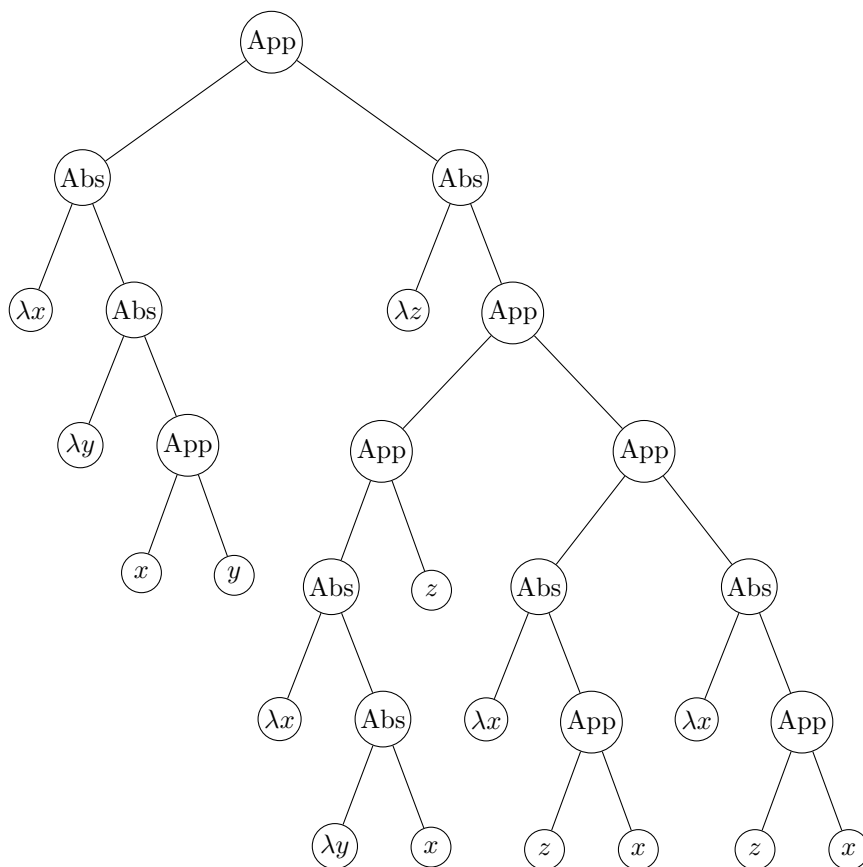 App
Abs Abs
λx Abs λz App
λy App App App
x y Abs z Abs Abs
λx Abs λx App λx App
λy x z x z x